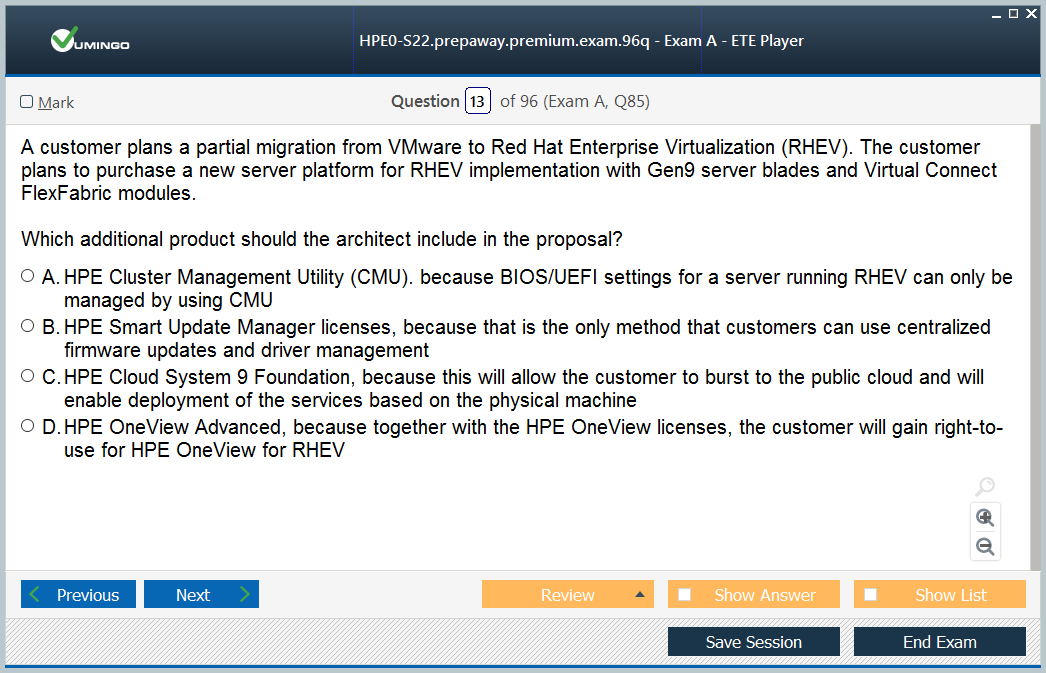 VUMINGO
HPE0-S22.prepaway.premium.exam.96q - Exam A - ETE Player
Mark
Question 13 of 96 (Exam A, Q85)
A customer plans a partial migration from VMware to Red Hat Enterprise Virtualization (RHEV). The customer
plans to purchase a new server platform for RHEV implementation with Gen9 server blades and Virtual Connect
FlexFabric modules.
Which additional product should the architect include in the proposal?
A. HPE Cluster Management Utility (CMU). because BIOS/UEFI settings for a server running RHEV can only be
managed by using CMU
B. HPE Smart Update Manager licenses, because that is the only method that customers can use centralized
firmware updates and driver management
C. HPE Cloud System 9 Foundation, because this will allow the customer to burst to the public cloud and will
enable deployment of the services based on the physical machine
D. HPE OneView Advanced, because together with the HPE OneView licenses, the customer will gain right-to-
use for HPE OneView for RHEV
Previous
Next
Review
Show Answer
Show List
Save Session
End Exam